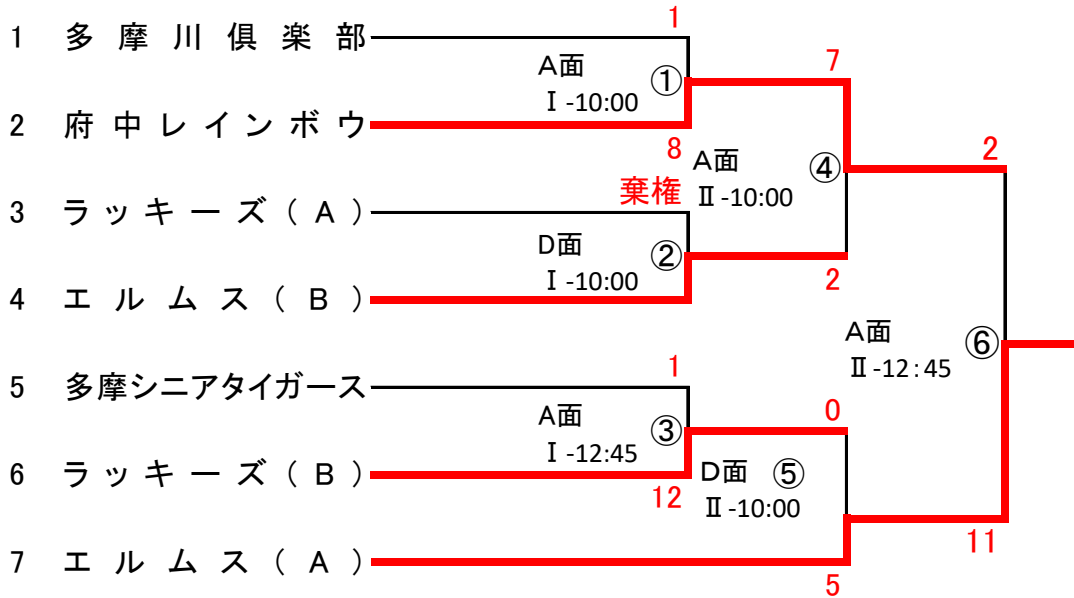 1
1 多摩川倶楽部
A面
7
①
Ⅰ-10:00
2 府中レインボウ
8
A面
④
2
棄権
Ⅱ-10:00
3 ラッキーズ(A)
D面
②
Ⅰ-10:00
2
4 エルムス(B)
A面
⑥
Ⅱ-12:45
1
5 多摩シニアタイガース
0
A面
③
Ⅰ-12:45
6 ラッキーズ(B)
D面 ⑤
12
Ⅱ-10:00
11
7 エルムス(A)
5